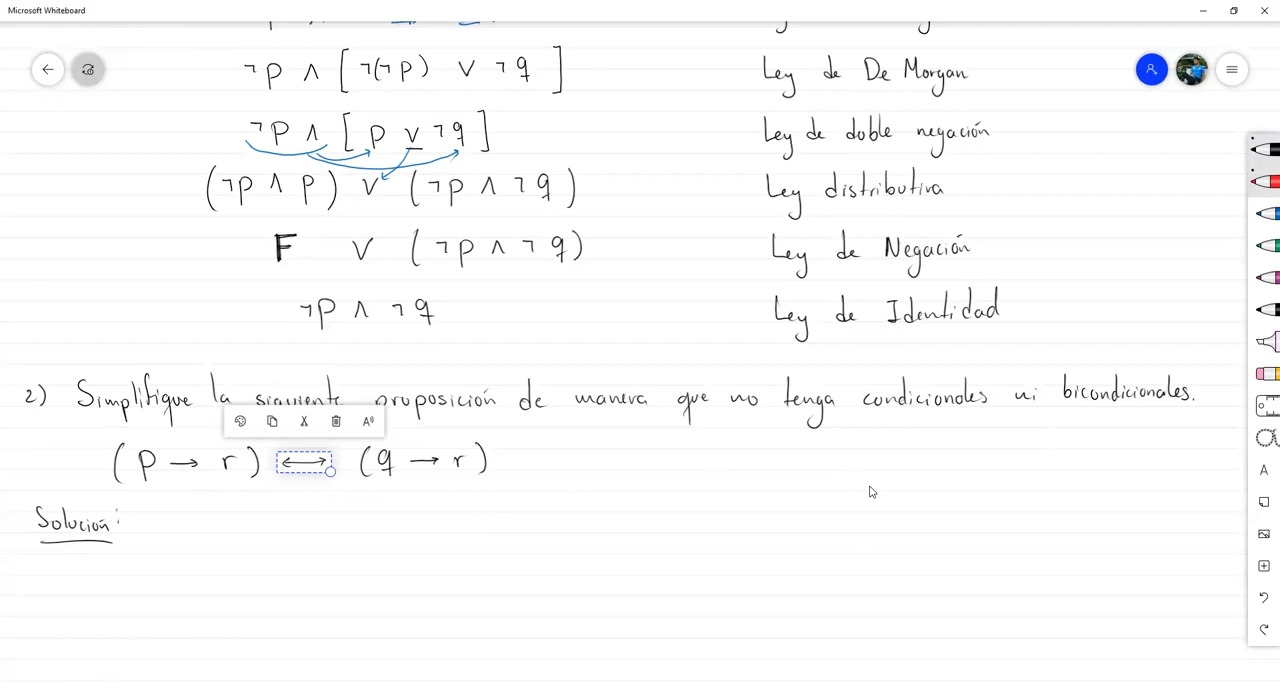 Microsoft Whiteboard
¬p ∧ [¬(¬p) ∨ ¬q] Ley de De Morgan
¬p ∧ [p ∨ ¬q] Ley de doble negación
(¬p ∧ p) ∨ (¬p ∧ ¬q) Ley distributiva
F ∨ (¬p ∧ ¬q) Ley de Negación
¬p ∧ ¬q Ley de Identidad
2) Simplifique la siguiente proposición de manera que no tenga condicionales ni bicondicionales.
(p → r) ↔ (q → r)
Solución: